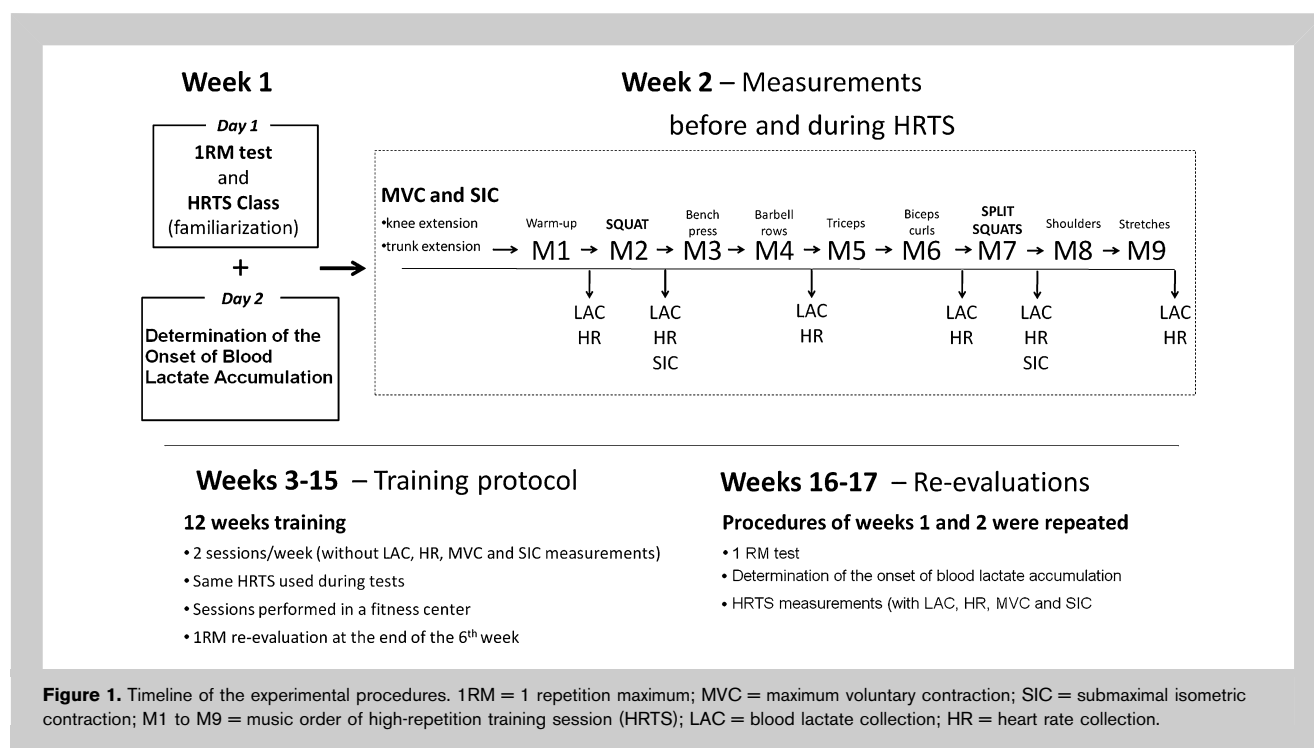 Week 1
Day 1
1RM test
and
HRTS Class
(familiarization)
+
Day 2
Determination of the
Onset of Blood
Lactate Accumulation
Week 2 – Measurements
before and during HRTS
MVC and SIC
•knee extension
•trunk extension
Warm-up
M1
SQUAT
M2
Bench
press
M3
Barbell
rows
M4
Triceps
M5
Biceps
curls
M6
SPLIT
SQUATS
M7
Shoulders
M8
Stretches
M9
LAC
HR
LAC
HR
SIC
LAC
HR
LAC
HR
LAC
HR
SIC
LAC
HR
Weeks 3-15 – Training protocol
12 weeks training
• 2 sessions/week (without LAC, HR, MVC and SIC measurements)
• Same HRTS used during tests
• Sessions performed in a fitness center
• 1RM re-evaluation at the end of the 6th week
Weeks 16-17 – Re-evaluations
Procedures of weeks 1 and 2 were repeated
• 1 RM test
• Determination of the onset of blood lactate accumulation
• HRTS measurements (with LAC, HR, MVC and SIC
Figure 1. Timeline of the experimental procedures. 1RM = 1 repetition maximum; MVC = maximum voluntary contraction; SIC = submaximal isometric
contraction; M1 to M9 = music order of high-repetition training session (HRTS); LAC = blood lactate collection; HR = heart rate collection.